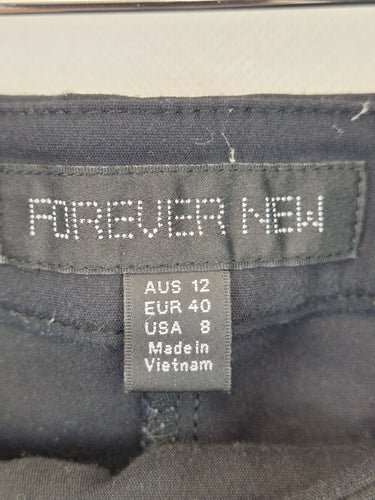 FOREVER NEW
AUS 12
EUR 40
USA 8
Made in
Vietnam